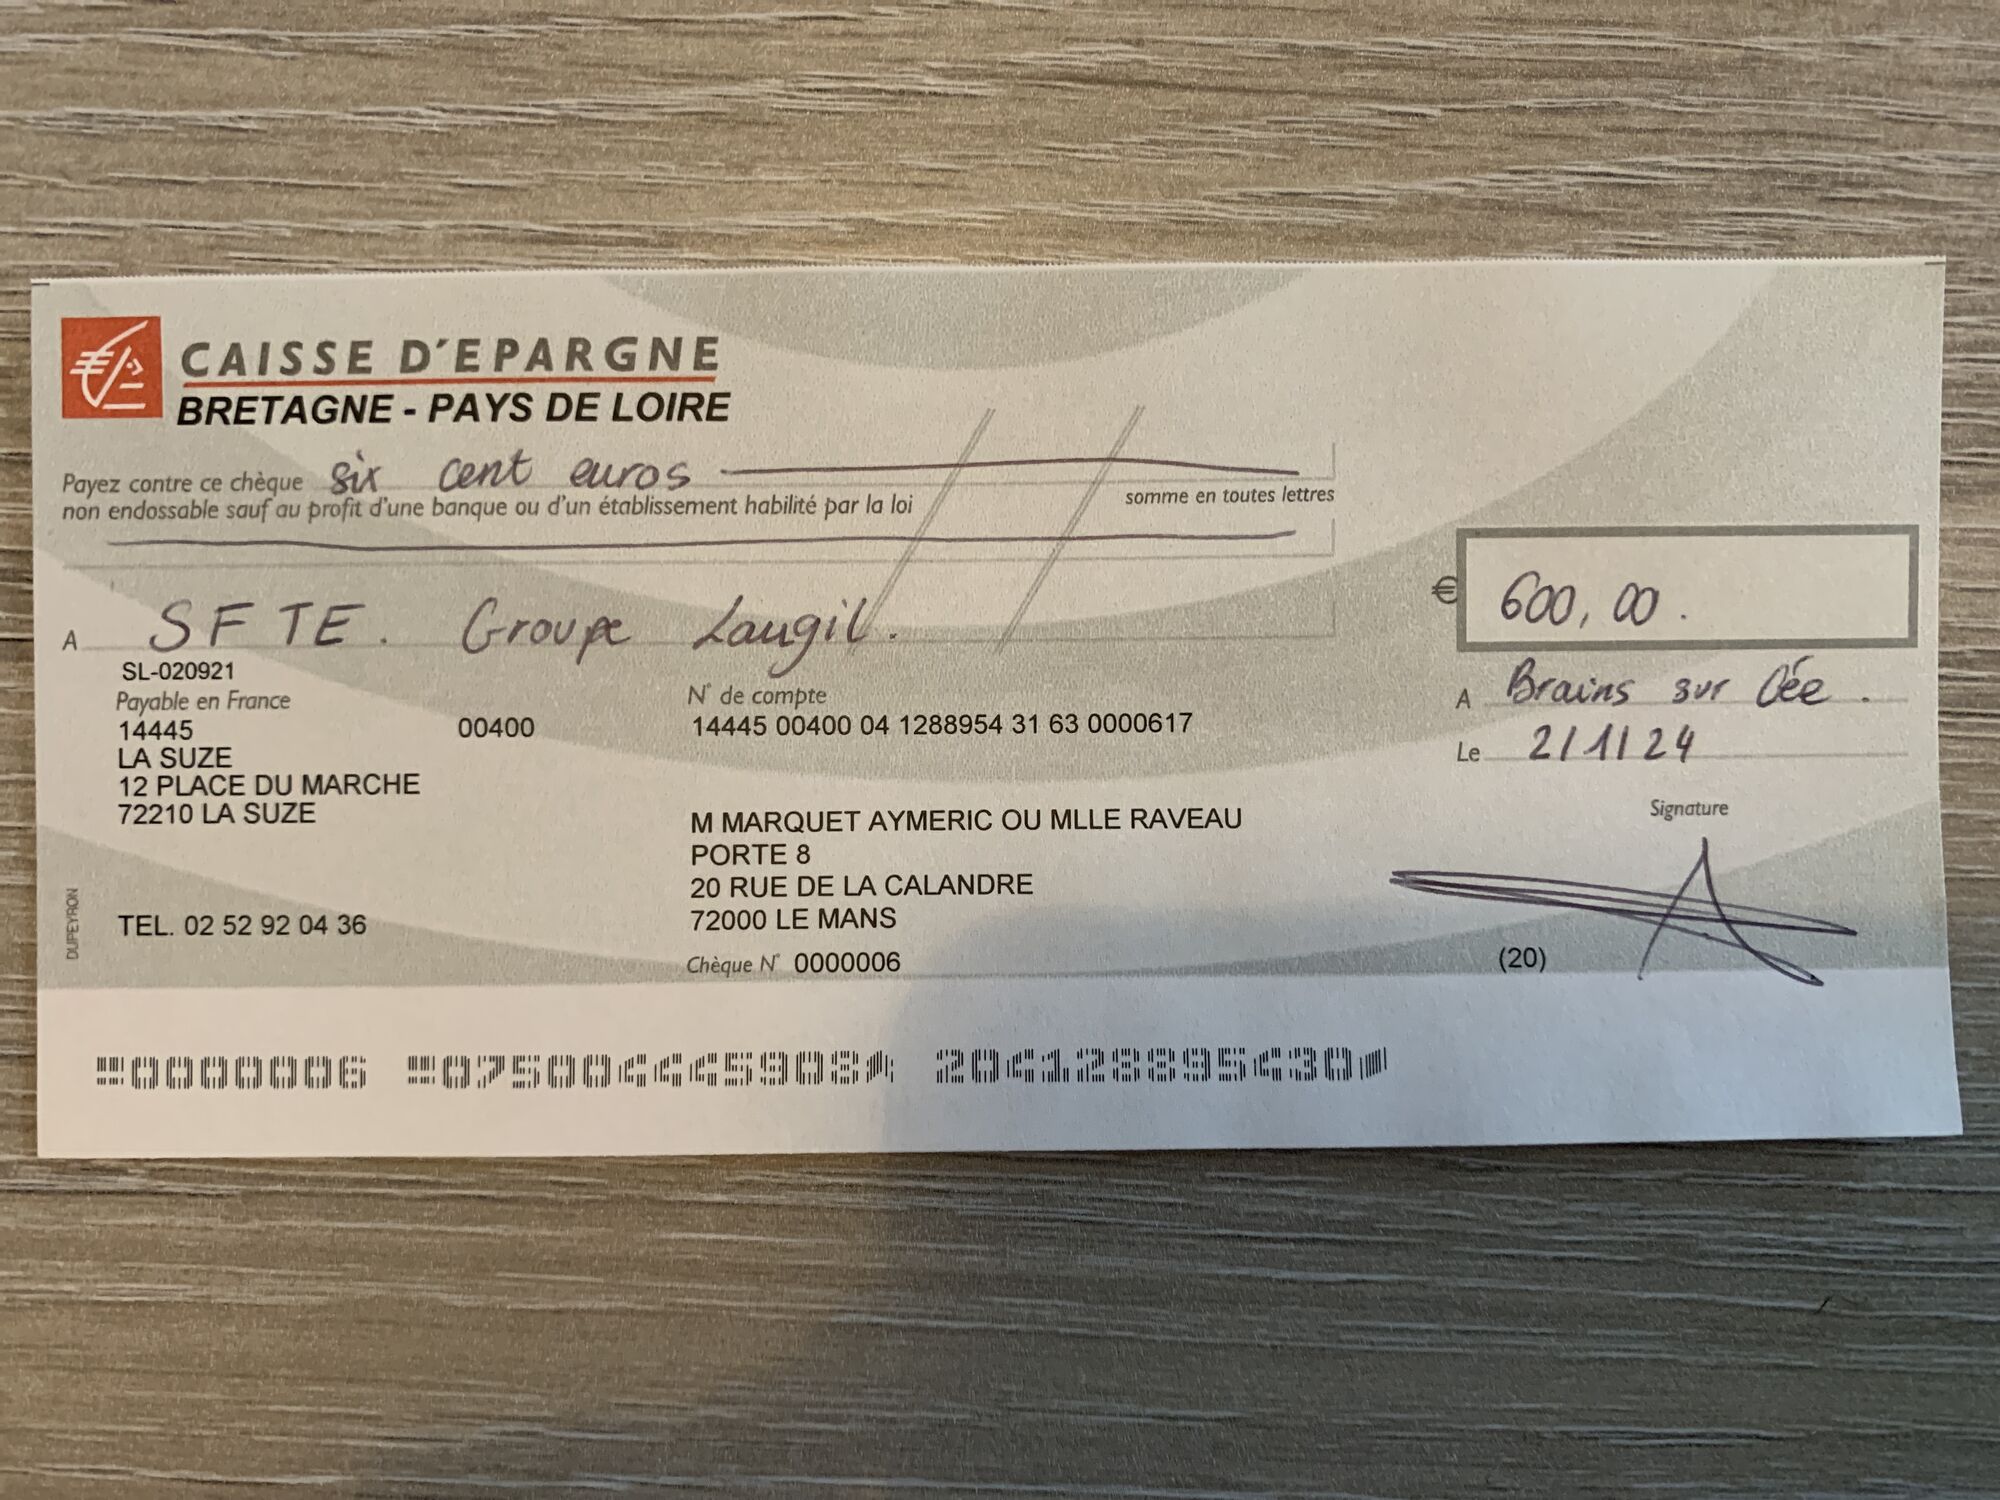 CAISSE D'EPARGNE
BRETAGNE - PAYS DE LOIRE
Payez contre ce chèque six cent euros
non endossable sauf au profit d'une banque ou d'un établissement habilité par la loi
somme en toutes lettres
€ 600,00.
A SFTE. Groupe Laugil.
SL-020921
Payable en France
14445 00400
LA SUZE
12 PLACE DU MARCHE
72210 LA SUZE
TEL. 02 52 92 04 36
DUPEYRON
N° de compte
14445 00400 04 1288954 31 63 0000617
M MARQUET AYMERIC OU MLLE RAVEAU
PORTE 8
20 RUE DE LA CALANDRE
72000 LE MANS
Chèque N° 0000006
A Brains sur Gée.
Le 2/1/24
Signature
(20)
0000006 075004445908 204128895430